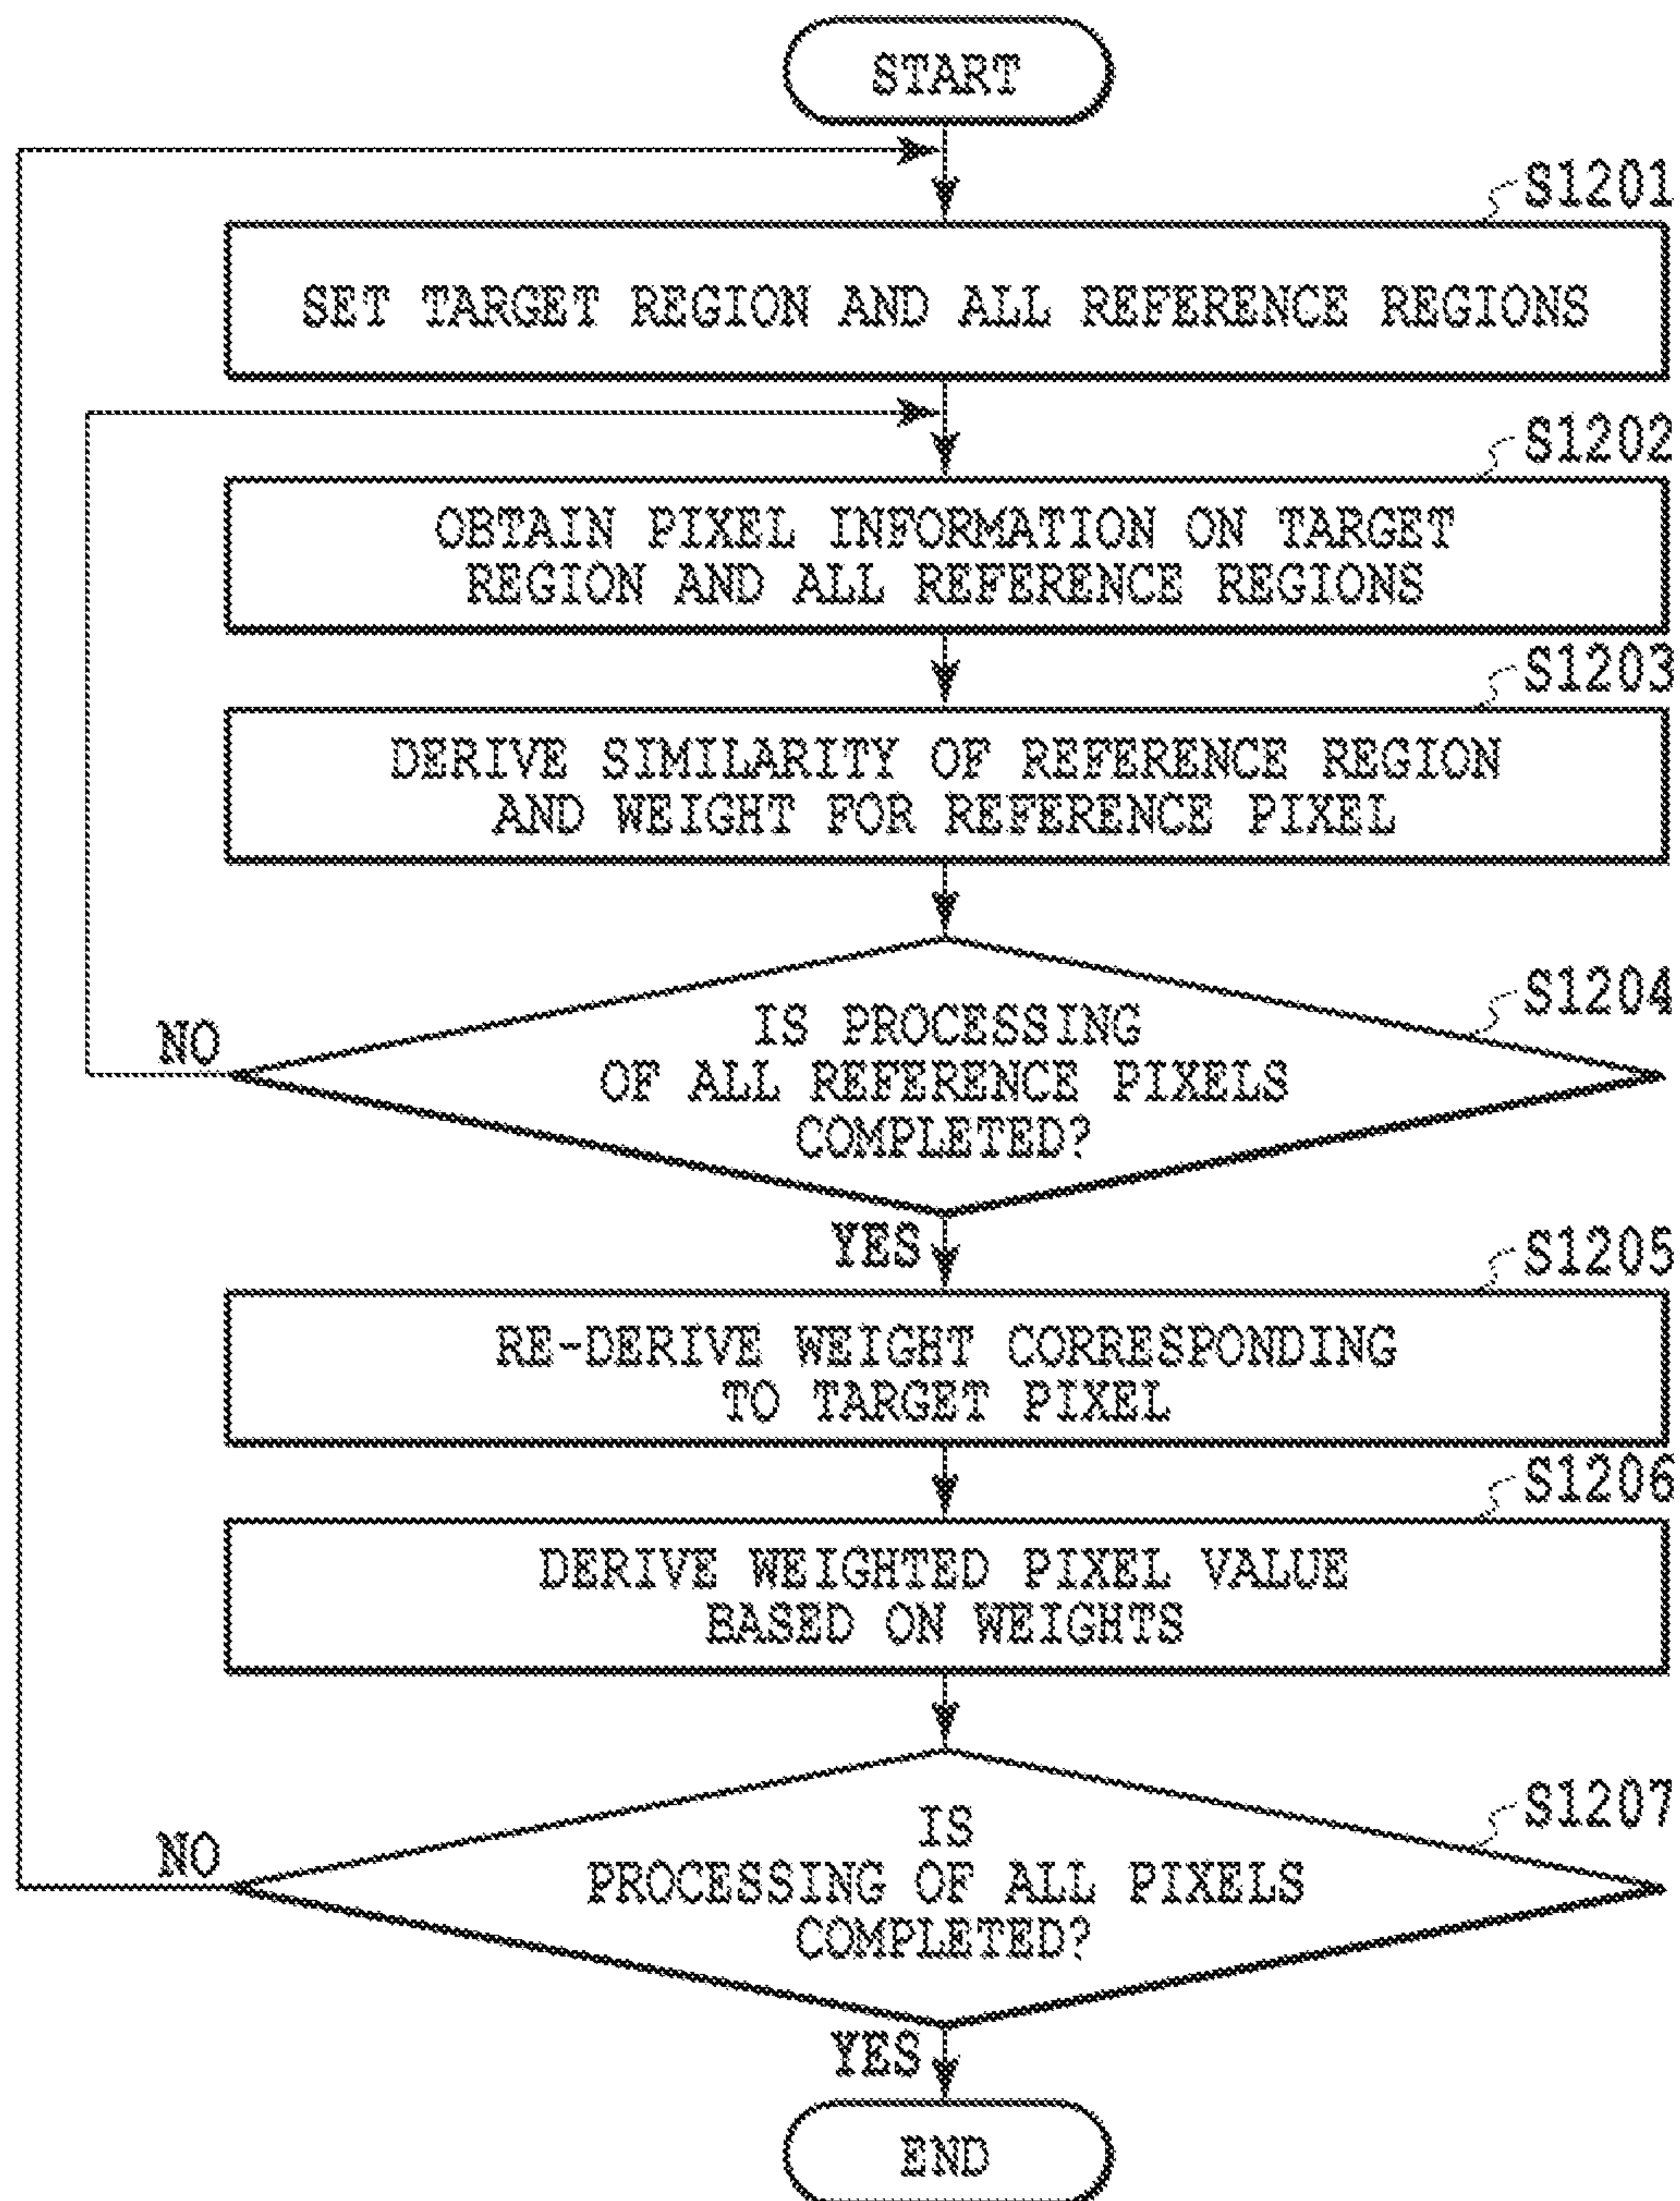 START
S1201
SET TARGET REGION AND ALL REFERENCE REGIONS
S1202
OBTAIN PIXEL INFORMATION ON TARGET
REGION AND ALL REFERENCE REGIONS
S1203
DERIVE SIMILARITY OF REFERENCE REGION
AND WEIGHT FOR REFERENCE PIXEL
S1204
NO
IS PROCESSING
OF ALL REFERENCE PIXELS
COMPLETED?
YES
S1205
RE-DERIVE WEIGHT CORRESPONDING
TO TARGET PIXEL
S1206
DERIVE WEIGHTED PIXEL VALUE
BASED ON WEIGHTS
S1207
NO
IS
PROCESSING OF ALL PIXELS
COMPLETED?
YES
END